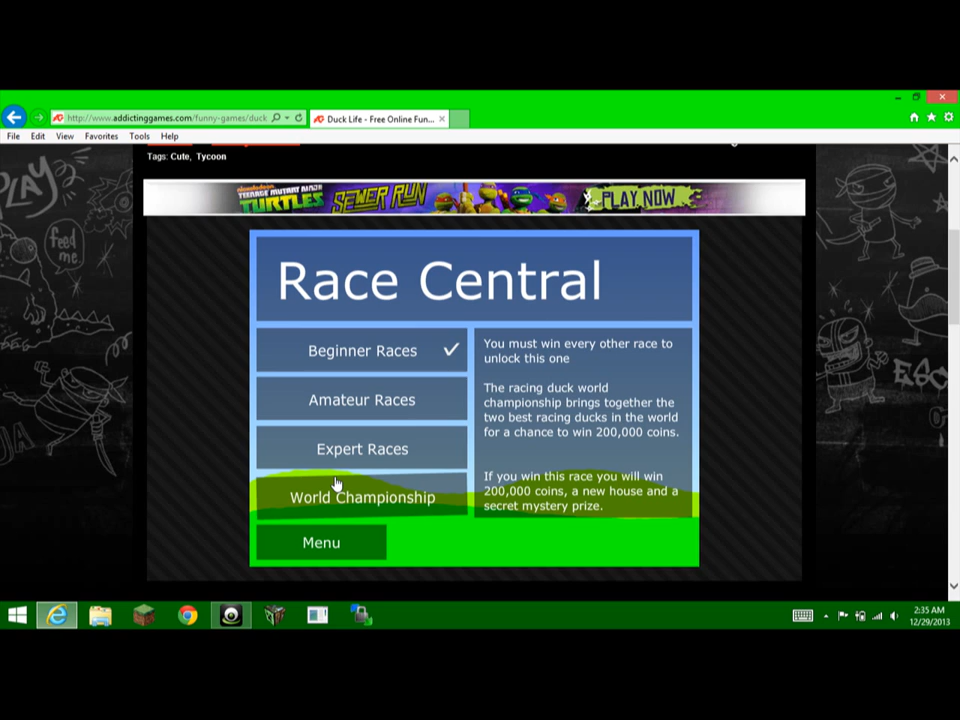 http://www.addictinggames.com/funny-games/duck
Duck Life - Free Online Fun...
File Edit View Favorites Tools Help
Tags: Cute, Tycoon
PLAY
feed me
nickelodeon
TEENAGE MUTANT NINJA
TURTLES
SEWER RUN
PLAY NOW
Race Central
Beginner Races
Amateur Races
Expert Races
World Championship
Menu
You must win every other race to
unlock this one
The racing duck world
championship brings together the
two best racing ducks in the world
for a chance to win 200,000 coins.
If you win this race you will win
200,000 coins, a new house and a
secret mystery prize.
ESC
2:35 AM
12/29/2013